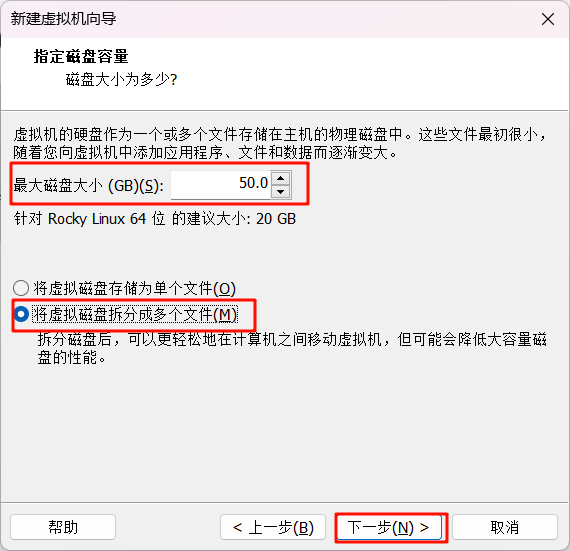 新建虚拟机向导
指定磁盘容量
磁盘大小为多少?
虚拟机的硬盘作为一个或多个文件存储在主机的物理磁盘中。这些文件最初很小，
随着您向虚拟机中添加应用程序、文件和数据而逐渐变大。
最大磁盘大小 (GB)(S): 50.0
针对 Rocky Linux 64 位 的建议大小: 20 GB
将虚拟磁盘存储为单个文件(O)
将虚拟磁盘拆分成多个文件(M)
拆分磁盘后，可以更轻松地在计算机之间移动虚拟机，但可能会降低大容量磁
盘的性能。
帮助 < 上一步(B) 下一步(N) > 取消